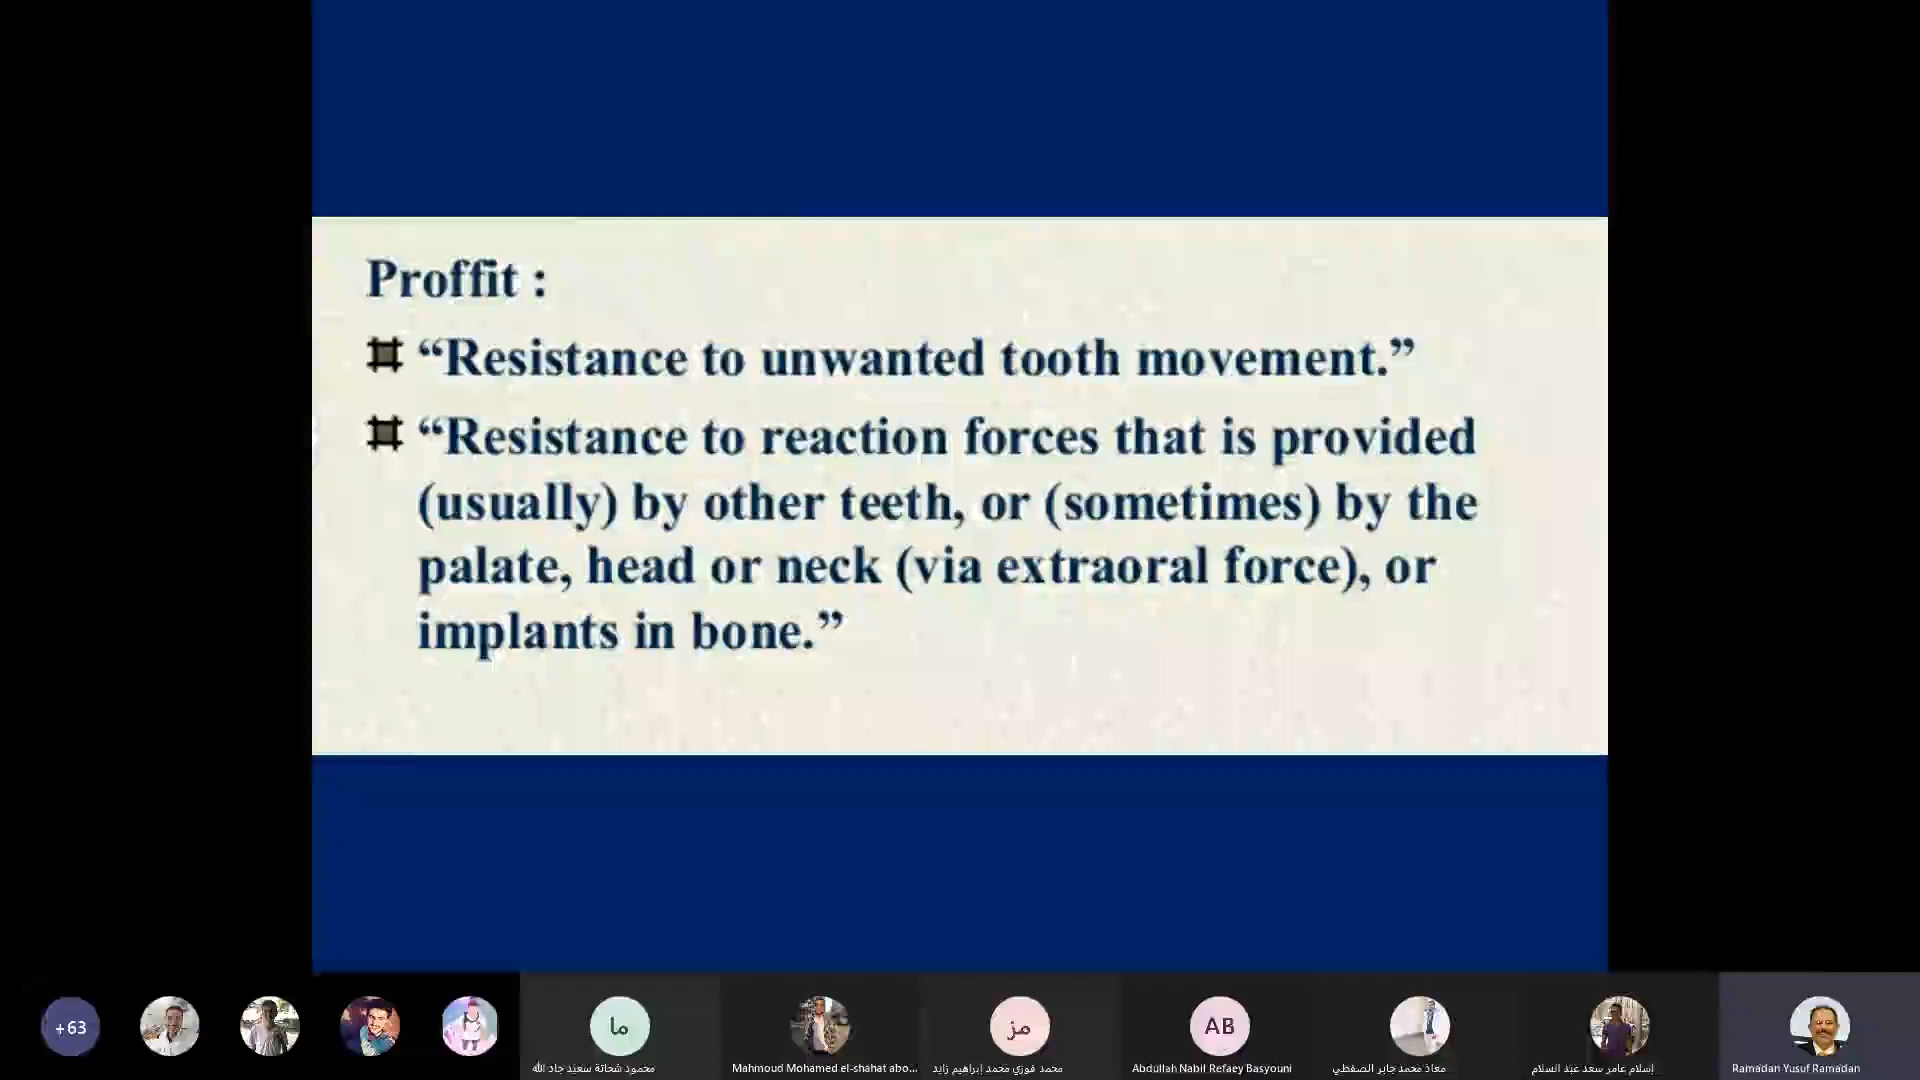 Proffit :
“Resistance to unwanted tooth movement.”
“Resistance to reaction forces that is provided
(usually) by other teeth, or (sometimes) by the
palate, head or neck (via extraoral force), or
implants in bone.”
+63
ما
مز
AB
محمود شحاتة سعيد جاد الله
Mahmoud Mohamed el-shahat abo...
محمد فوزي محمد إبراهيم زايد
Abdullah Nabil Refaey Basyouni
معاذ محمد جابر الصفطي
إسلام عامر سعد عبد السلام
Ramadan Yusuf Ramadan